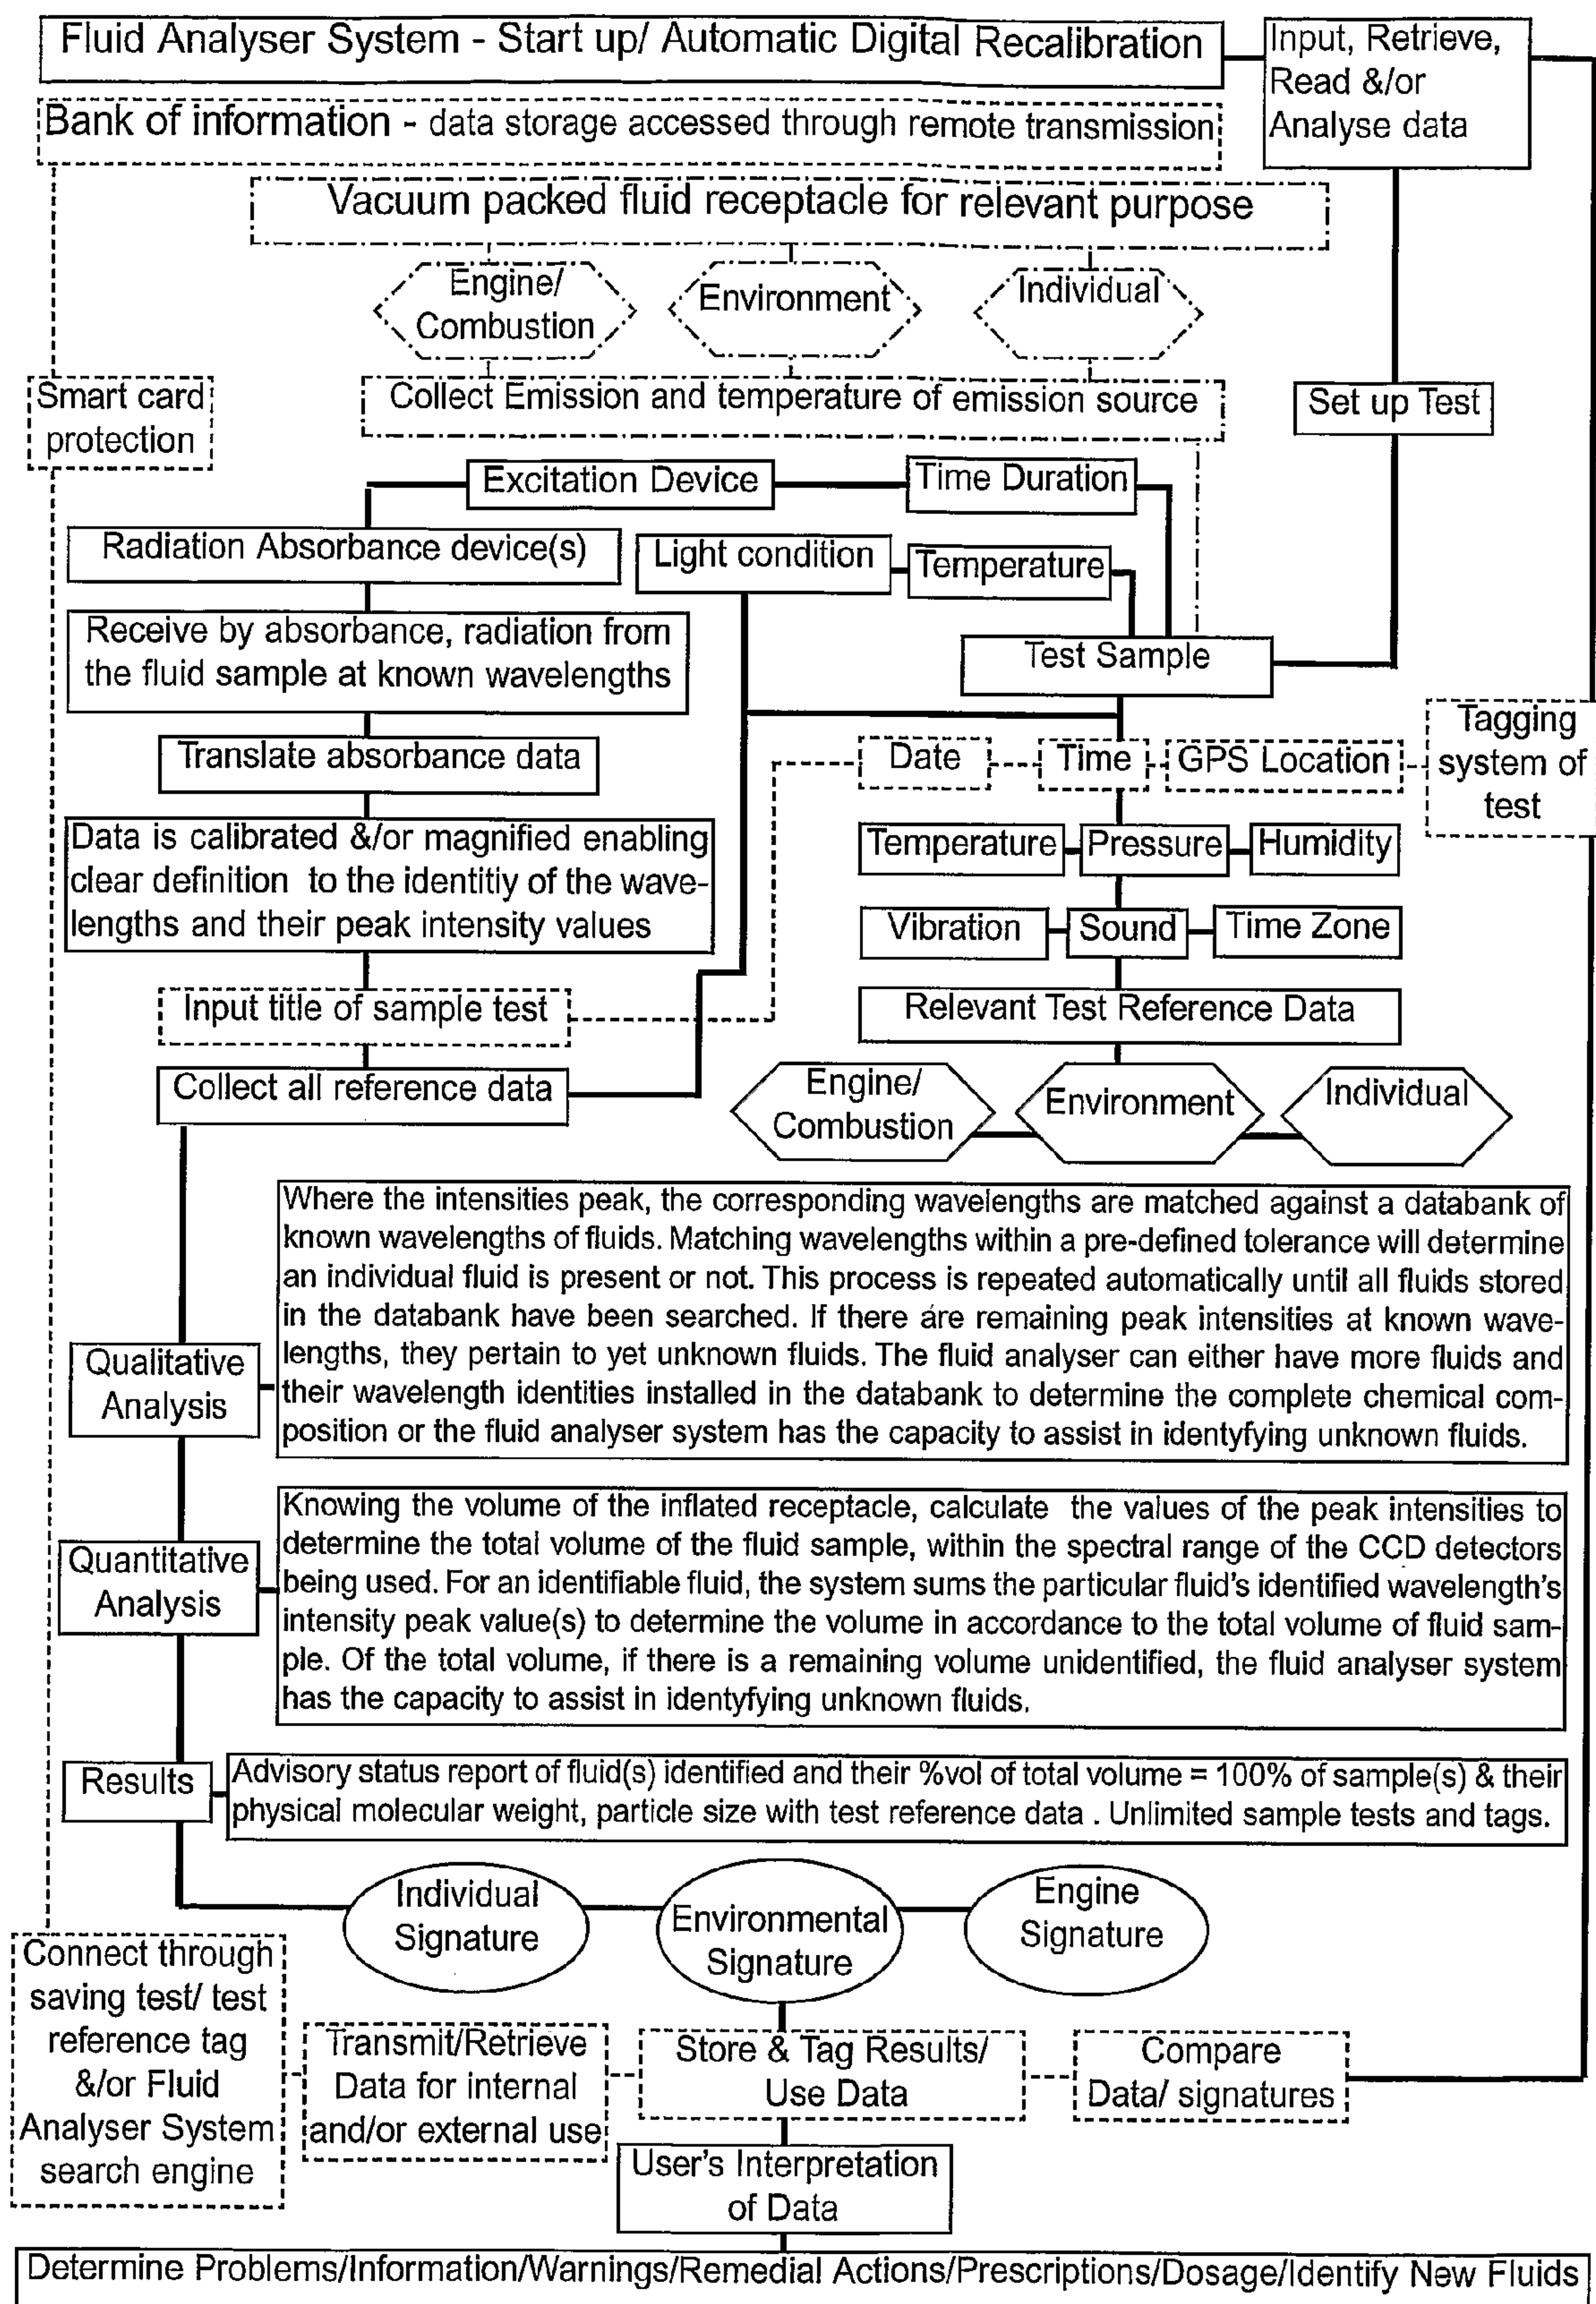 Fluid Analyser System - Start up/ Automatic Digital Recalibration
Input, Retrieve,
Read &/or
Analyse data
Bank of information - data storage accessed through remote transmission
Vacuum packed fluid receptacle for relevant purpose
Engine/
Combustion
Environment
Individual
Smart card
protection
Collect Emission and temperature of emission source
Set up Test
Excitation Device
Time Duration
Radiation Absorbance device(s)
Light condition
Temperature
Receive by absorbance, radiation from
the fluid sample at known wavelengths
Test Sample
Translate absorbance data
Date
Time
GPS Location
Tagging
system of
test
Data is calibrated &/or magnified enabling
clear definition to the identitiy of the wave-
lengths and their peak intensity values
Temperature
Pressure
Humidity
Vibration
Sound
Time Zone
Input title of sample test
Relevant Test Reference Data
Collect all reference data
Engine/
Combustion
Environment
Individual
Where the intensities peak, the corresponding wavelengths are matched against a databank of
known wavelengths of fluids. Matching wavelengths within a pre-defined tolerance will determine
an individual fluid is present or not. This process is repeated automatically until all fluids stored
in the databank have been searched. If there are remaining peak intensities at known wave-
lengths, they pertain to yet unknown fluids. The fluid analyser can either have more fluids and
their wavelength identities installed in the databank to determine the complete chemical com-
position or the fluid analyser system has the capacity to assist in identyfying unknown fluids.
Qualitative
Analysis
Knowing the volume of the inflated receptacle, calculate the values of the peak intensities to
determine the total volume of the fluid sample, within the spectral range of the CCD detectors
being used. For an identifiable fluid, the system sums the particular fluid's identified wavelength's
intensity peak value(s) to determine the volume in accordance to the total volume of fluid sam-
ple. Of the total volume, if there is a remaining volume unidentified, the fluid analyser system
has the capacity to assist in identyfying unknown fluids.
Quantitative
Analysis
Results
Advisory status report of fluid(s) identified and their %vol of total volume = 100% of sample(s) & their
physical molecular weight, particle size with test reference data . Unlimited sample tests and tags.
Individual
Signature
Environmental
Signature
Engine
Signature
Connect through
saving test/ test
reference tag
&/or Fluid
Analyser System
search engine
Transmit/Retrieve
Data for internal
and/or external use
Store & Tag Results/
Use Data
Compare
Data/ signatures
User's Interpretation
of Data
Determine Problems/Information/Warnings/Remedial Actions/Prescriptions/Dosage/Identify New Fluids